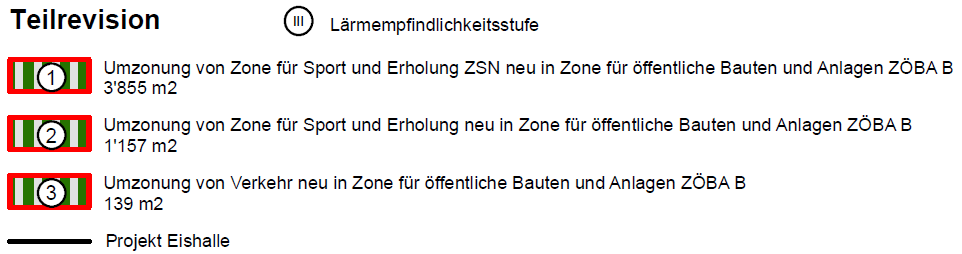 Teilrevision
III Lärmempfindlichkeitsstufe
1 Umzonung von Zone für Sport und Erholung ZSN neu in Zone für öffentliche Bauten und Anlagen ZÖBA B
3'855 m2
2 Umzonung von Zone für Sport und Erholung neu in Zone für öffentliche Bauten und Anlagen ZÖBA B
1'157 m2
3 Umzonung von Verkehr neu in Zone für öffentliche Bauten und Anlagen ZÖBA B
139 m2
Projekt Eishalle